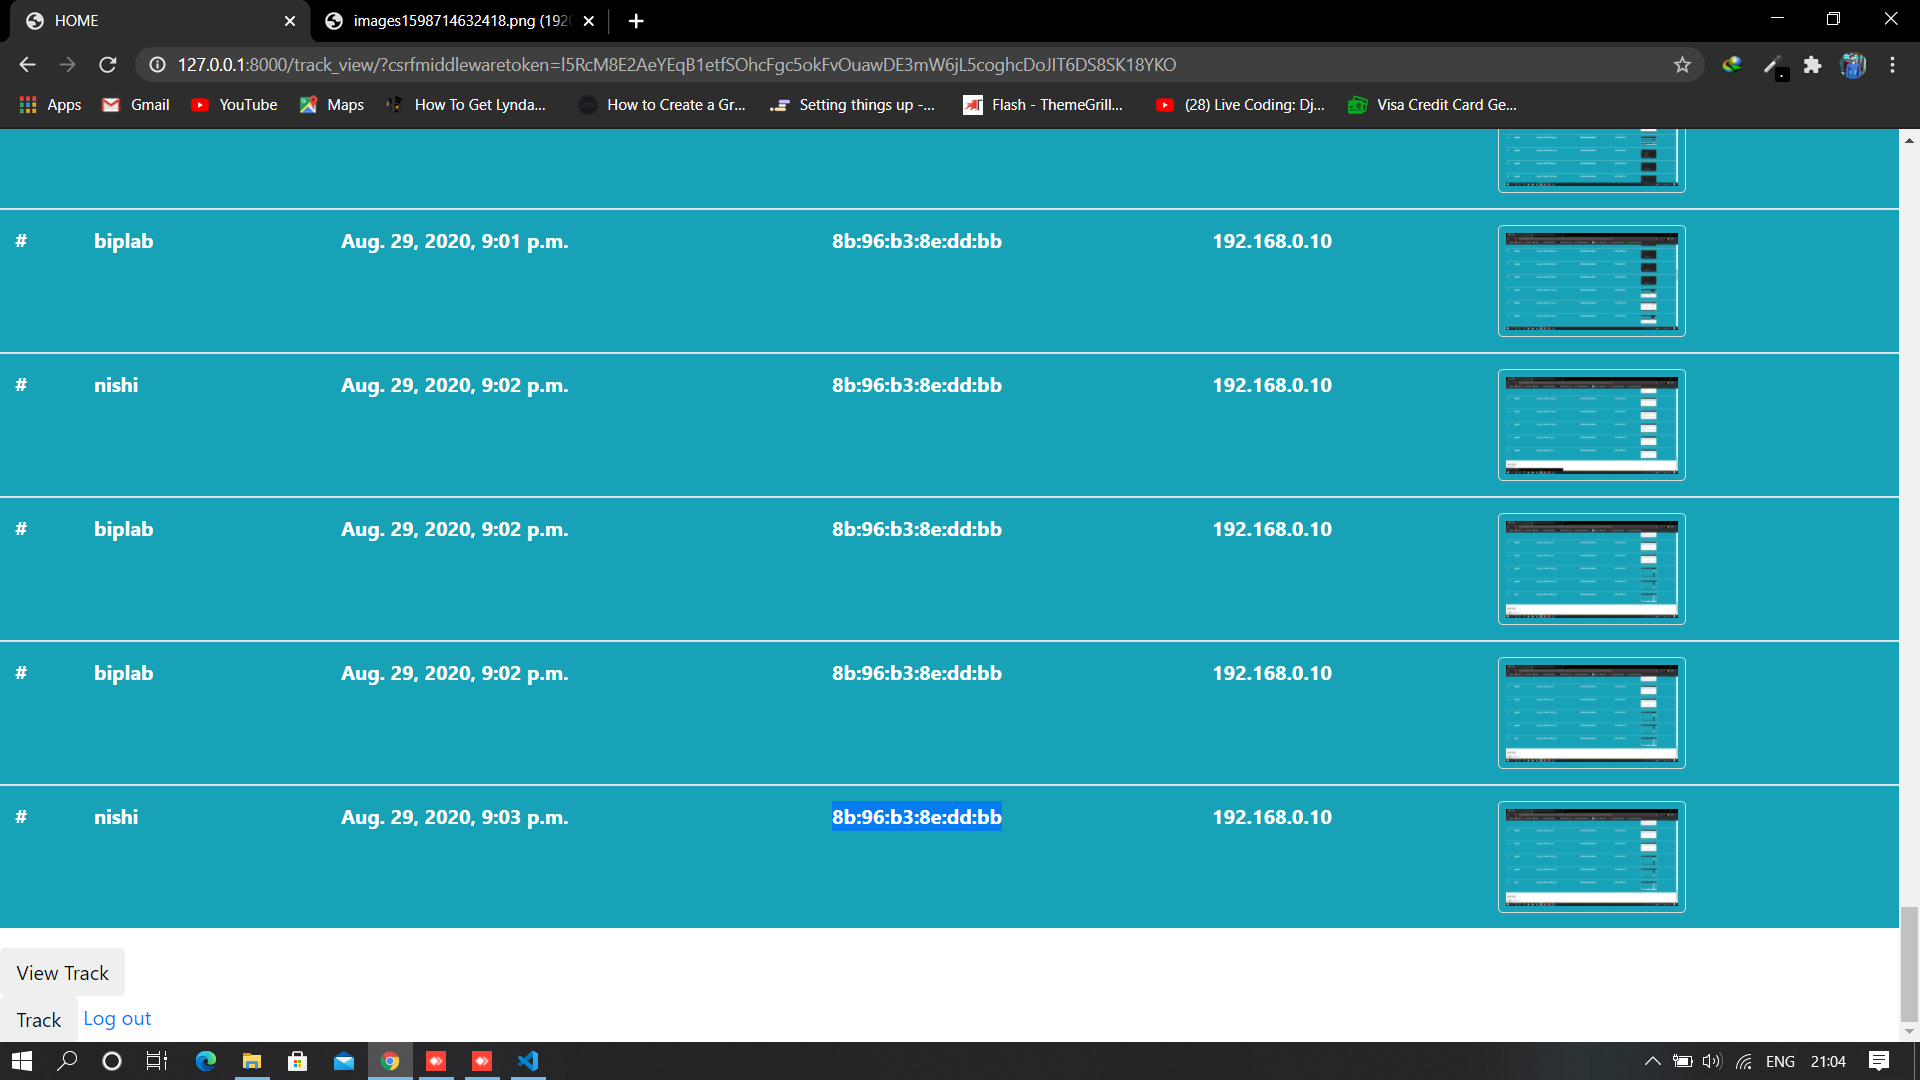 HOME
images1598714632418.png (192
127.0.0.1:8000/track_view/?csrfmiddlewaretoken=l5RcM8E2AeYEqB1etfSOhcFgc5okFvOuawDE3mW6jL5coghcDoJIT6DS8SK18YKO
Apps Gmail YouTube Maps How To Get Lynda... How to Create a Gr... Setting things up -... Flash - ThemeGrill... (28) Live Coding: Dj... Visa Credit Card Ge...
# biplab Aug. 29, 2020, 9:01 p.m. 8b:96:b3:8e:dd:bb 192.168.0.10
# nishi Aug. 29, 2020, 9:02 p.m. 8b:96:b3:8e:dd:bb 192.168.0.10
# biplab Aug. 29, 2020, 9:02 p.m. 8b:96:b3:8e:dd:bb 192.168.0.10
# biplab Aug. 29, 2020, 9:02 p.m. 8b:96:b3:8e:dd:bb 192.168.0.10
# nishi Aug. 29, 2020, 9:03 p.m. 8b:96:b3:8e:dd:bb 192.168.0.10
View Track
Track Log out
ENG 21:04